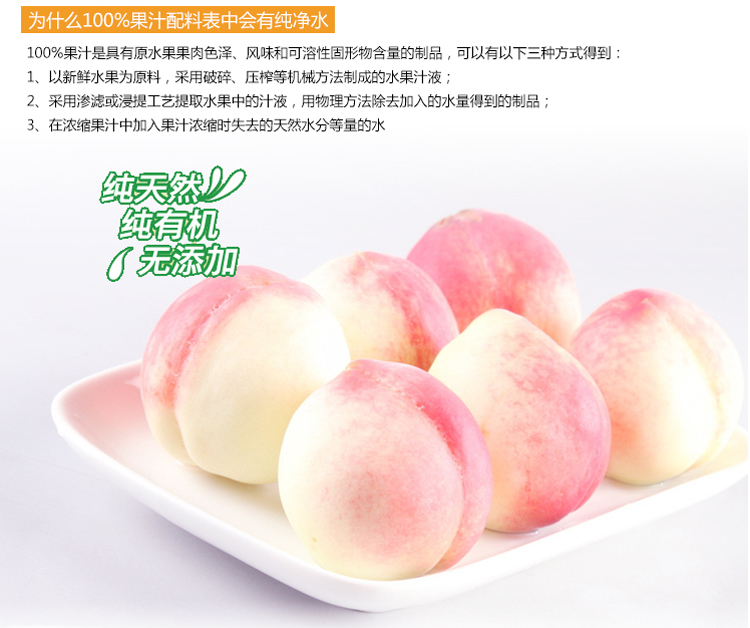 为什么100%果汁配料表中会有纯净水
100%果汁是具有原水果果肉色泽、风味和可溶性固形物含量的制品，可以有以下三种方式得到：
1、以新鲜水果为原料，采用破碎、压榨等机械方法制成的水果汁液；
2、采用渗滤或浸提工艺提取水果中的汁液，用物理方法除去加入的水量得到的制品；
3、在浓缩果汁中加入果汁浓缩时失去的天然水分等量的水
纯天然
纯有机
无添加